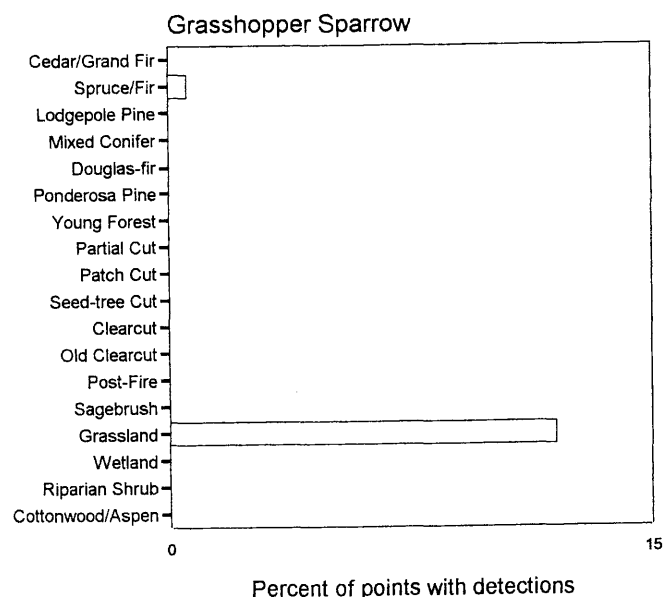 Grasshopper Sparrow
Cedar/Grand Fir
Spruce/Fir
Lodgepole Pine
Mixed Conifer
Douglas-fir
Ponderosa Pine
Young Forest
Partial Cut
Patch Cut
Seed-tree Cut
Clearcut
Old Clearcut
Post-Fire
Sagebrush
Grassland
Wetland
Riparian Shrub
Cottonwood/Aspen
0 15
Percent of points with detections